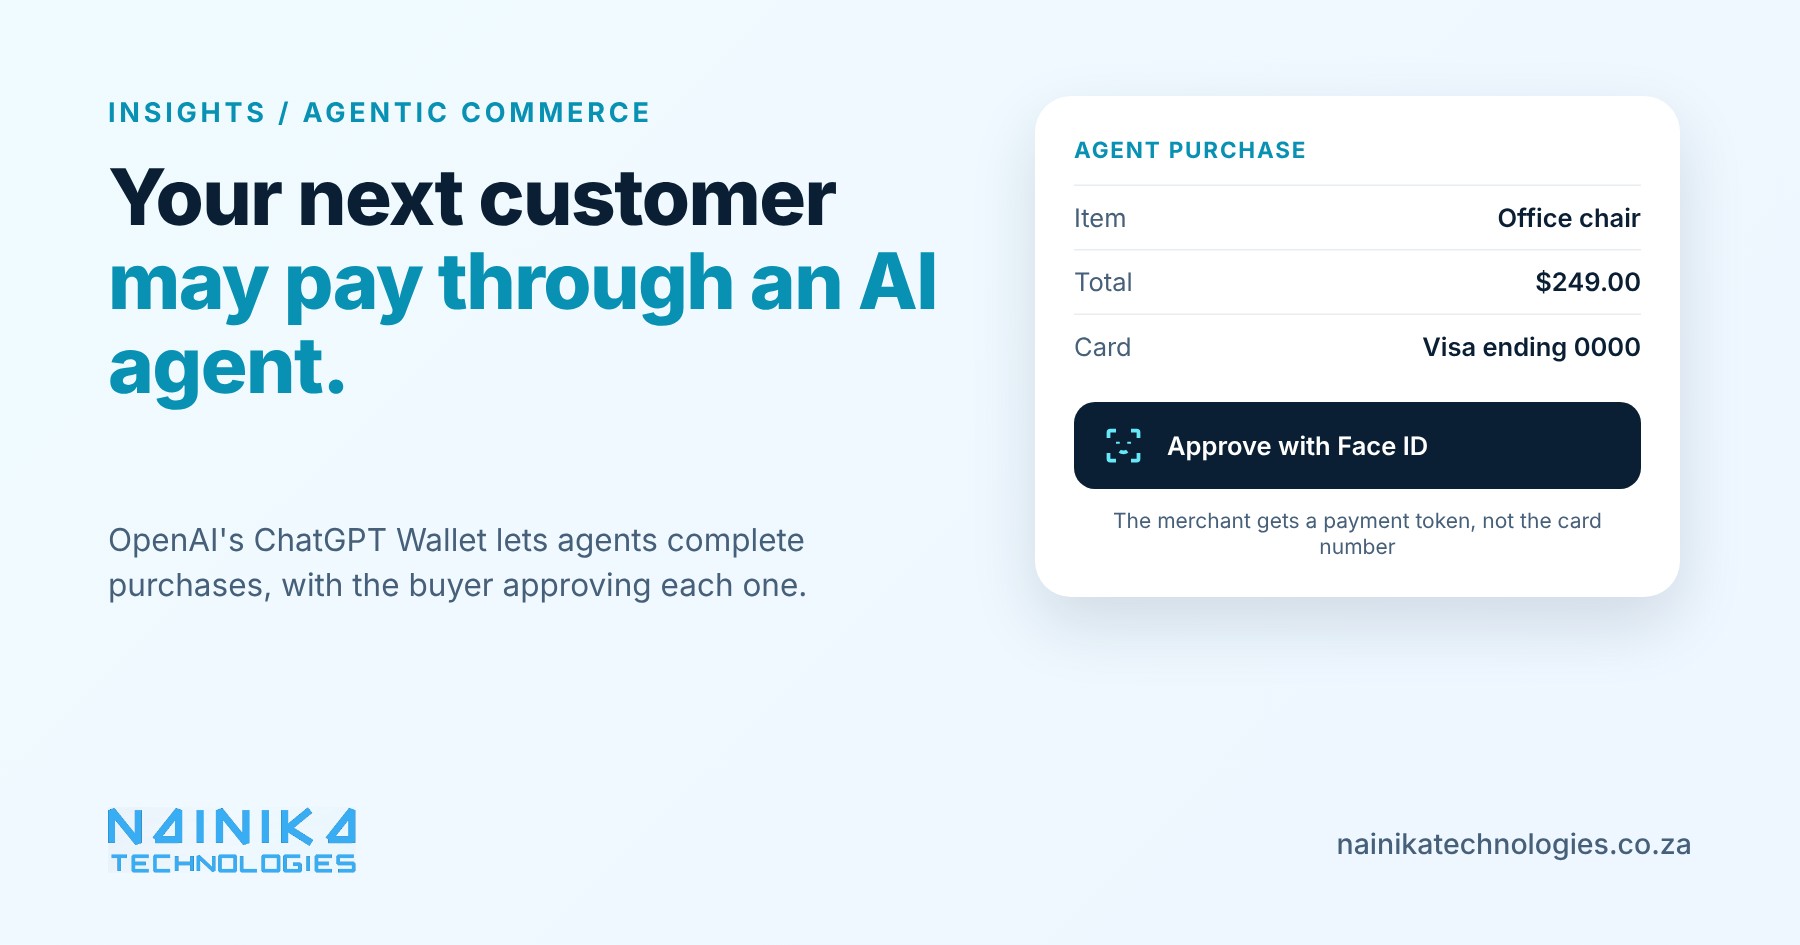 INSIGHTS / AGENTIC COMMERCE
Your next customer
may pay through an AI
agent.
OpenAI's ChatGPT Wallet lets agents complete
purchases, with the buyer approving each one.
AGENT PURCHASE
Item Office chair
Total $249.00
Card Visa ending 0000
Approve with Face ID
The merchant gets a payment token, not the card
number
NAINIKA
TECHNOLOGIES
nainikatechnologies.co.za